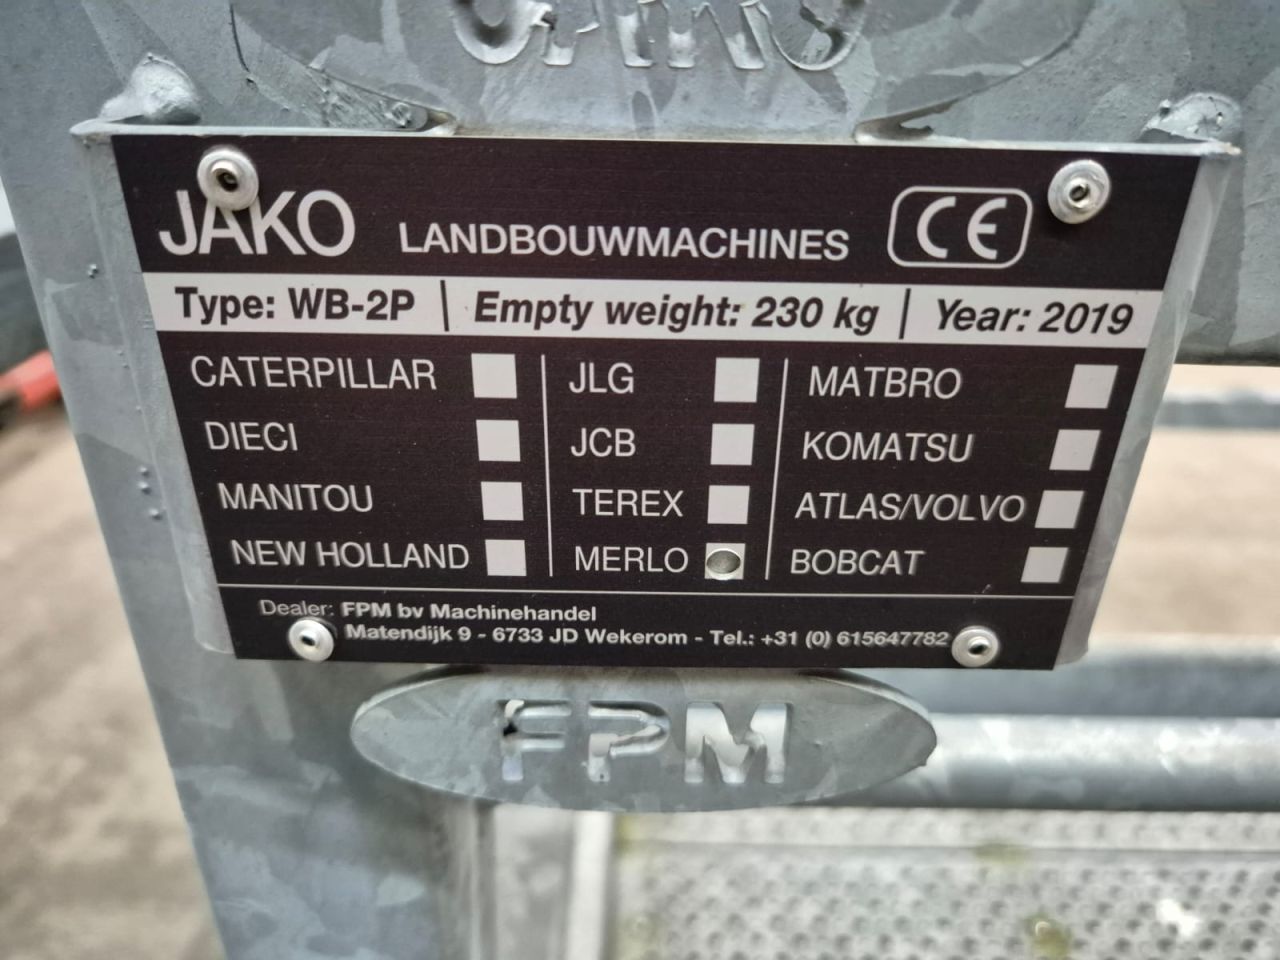 JAKO
JAKO LANDBOUWMACHINES CE
Type: WB-2P | Empty weight: 230 kg | Year: 2019
CATERPILLAR JLG MATBRO
DIECI JCB KOMATSU
MANITOU TEREX ATLAS/VOLVO
NEW HOLLAND MERLO BOBCAT
Dealer: FPM bv Machinehandel
Matendijk 9 - 6733 JD Wekerom - Tel.: +31 (0) 615647782
FPM